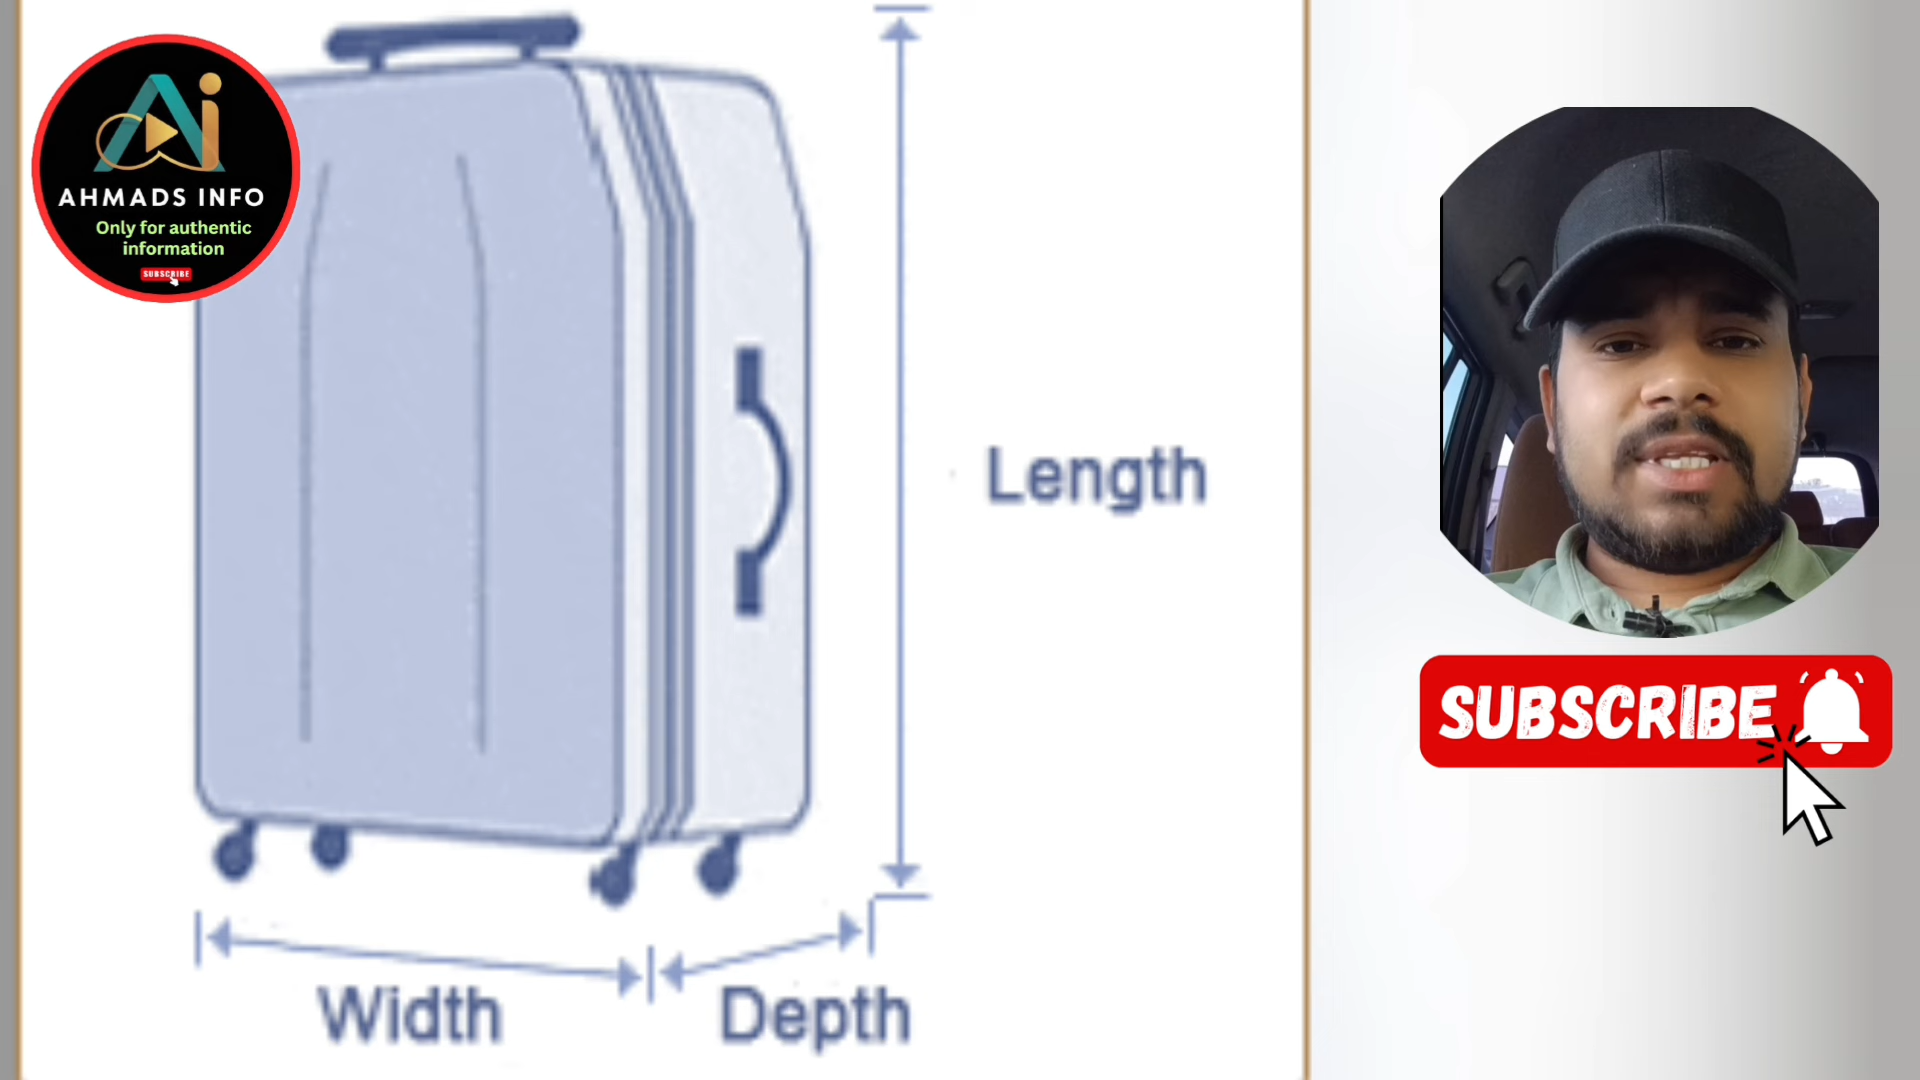 AHMADS INFO
Only for authentic
information
SUBSCRIBE
Length
SUBSCRIBE
Width
Depth